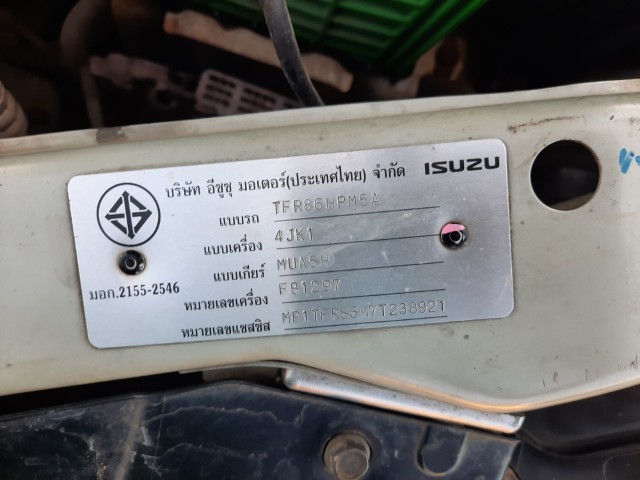 บริษัท อีซูซุ มอเตอร์(ประเทศไทย) จำกัด ISUZU
แบบรถ TFR86HPM5A
แบบเครื่อง 4JK1
แบบเกียร์ MUA5H
มอก.2155-2546
หมายเลขเครื่อง FB1297
หมายเลขแชสซิส